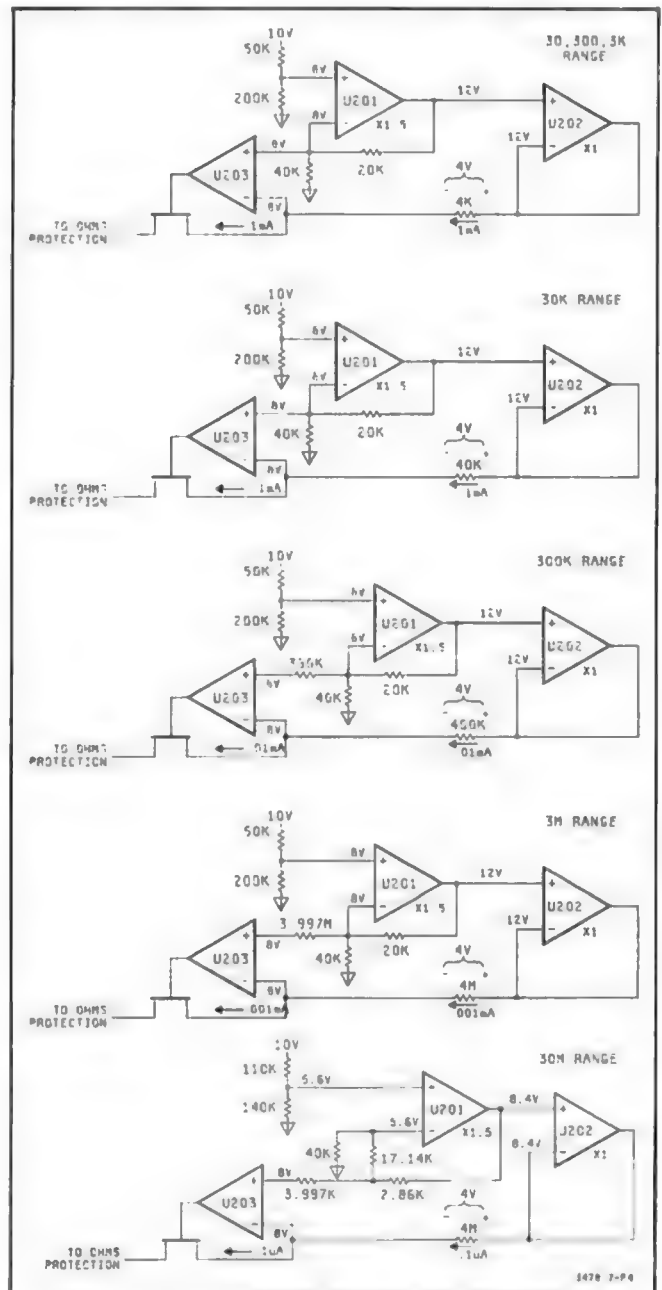 10V
50K
200K
8V
8V
U201
X1.5
12V
30,300,3K
RANGE
U202
X1
12V
8V
U203
40K
20K
4V
- +
4K
1mA
8V
1mA
TO OHMS
PROTECTION
10V
50K
200K
8V
8V
U201
X1.5
12V
30K RANGE
U202
X1
12V
8V
U203
40K
20K
4V
- +
40K
1mA
8V
1mA
TO OHMS
PROTECTION
10V
50K
200K
U201
X1.5
12V
300K RANGE
U202
X1
12V
U203
40K
20K
4V
- +
400K
.01mA
8V
.01mA
TO OHMS
PROTECTION
10V
50K
200K
8V
8V
U201
X1.5
12V
3M RANGE
U202
X1
12V
3.997M
8V
U203
40K
20K
4V
- +
4M
.001mA
.001mA
TO OHMS
PROTECTION
10V
110K
140K
5.6V
5.6V
U201
X1.5
8.4V
30M RANGE
U202
X1
8.4V
40K
17.14K
8V
U203
3.997K
2.86K
4V
- +
4M
.1uA
8V
.1uA
TO OHMS
PROTECTION
3478 7-P4